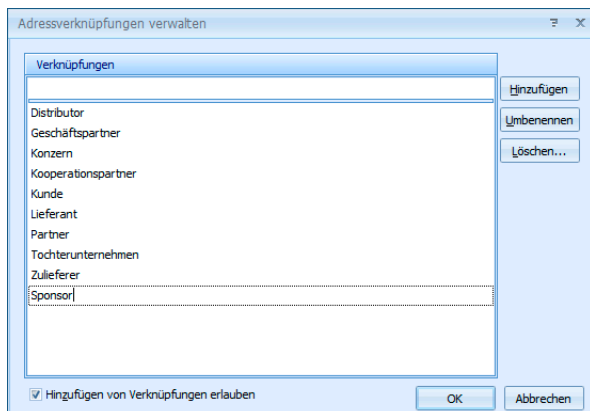 Adressverknüpfungen verwalten
Verknüpfungen
Hinzufügen
Distributor
Umbenennen
Geschäftspartner
Konzern
Löschen...
Kooperationspartner
Kunde
Lieferant
Partner
Tochterunternehmen
Zulieferer
Sponsor
Hinzufügen von Verknüpfungen erlauben
OK
Abbrechen